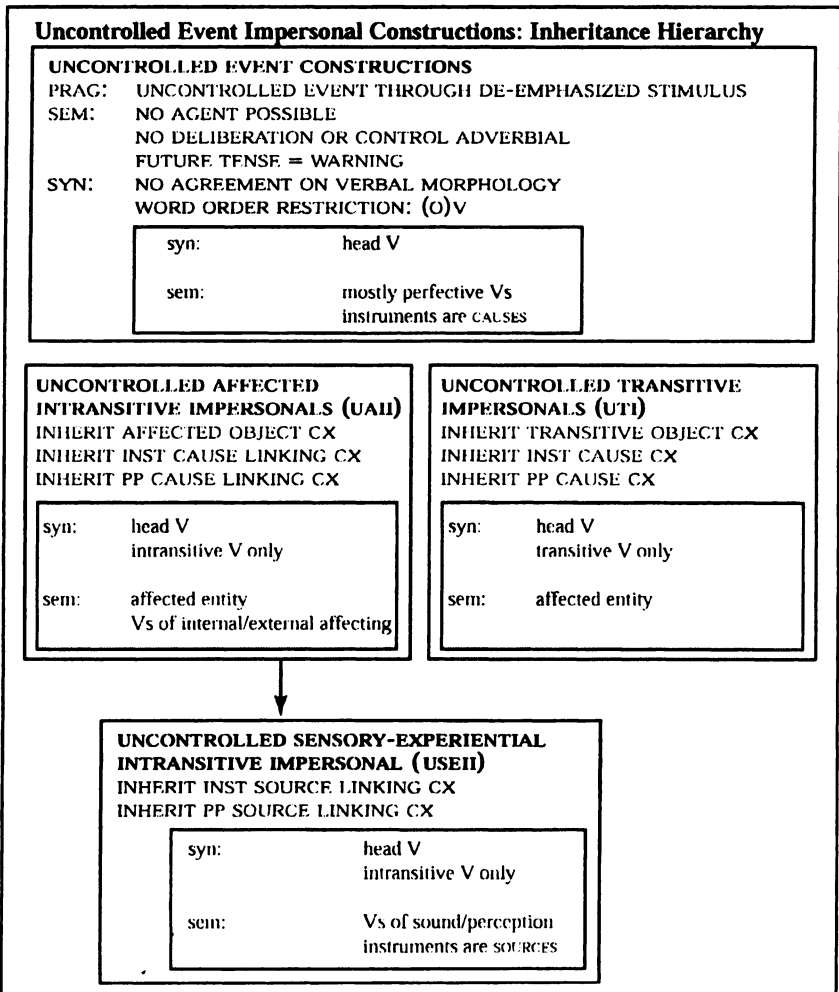 Uncontrolled Event Impersonal Constructions: Inheritance Hierarchy
UNCONTROLLED EVENT CONSTRUCTIONS
PRAG: UNCONTROLLED EVENT THROUGH DE-EMPHASIZED STIMULUS
SEM: NO AGENT POSSIBLE
NO DELIBERATION OR CONTROL ADVERBIAL
FUTURE TENSE = WARNING
SYN: NO AGREEMENT ON VERBAL MORPHOLOGY
WORD ORDER RESTRICTION: (O)V
syn: head V
sem: mostly perfective Vs
instruments are CAUSES
UNCONTROLLED AFFECTED
INTRANSITIVE IMPERSONALS (UAII)
INHERIT AFFECTED OBJECT CX
INHERIT INST CAUSE LINKING CX
INHERIT PP CAUSE LINKING CX
syn: head V
intransitive V only
sem: affected entity
Vs of internal/external affecting
UNCONTROLLED TRANSITIVE
IMPERSONALS (UTI)
INHERIT TRANSITIVE OBJECT CX
INHERIT INST CAUSE CX
INHERIT PP CAUSE CX
syn: head V
transitive V only
sem: affected entity
UNCONTROLLED SENSORY-EXPERIENTIAL
INTRANSITIVE IMPERSONAL (USEII)
INHERIT INST SOURCE LINKING CX
INHERIT PP SOURCE LINKING CX
syn: head V
intransitive V only
sem: Vs of sound/perception
instruments are SOURCES